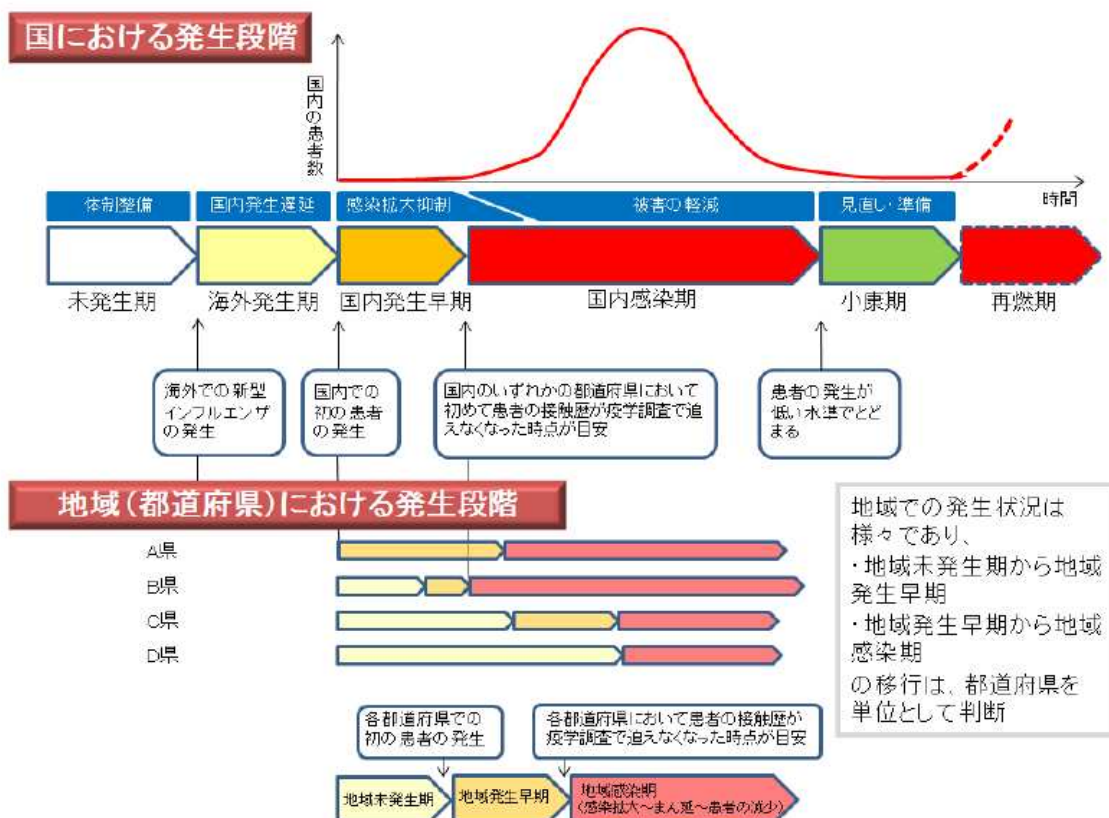 国における発生段階
国内の患者数
時間
体制整備
国内発生遅延
感染拡大抑制
被害の軽減
見直し・準備
未発生期
海外発生期
国内発生早期
国内感染期
小康期
再燃期
海外での新型
インフルエンザ
の発生
国内での
初の患者
の発生
国内のいずれかの都道府県において
初めて患者の接触歴が疫学調査で追
えなくなった時点が目安
患者の発生が
低い水準でとど
まる
地域(都道府県)における発生段階
A県
B県
C県
D県
地域での発生状況は
様々であり、
・地域未発生期から地域
発生早期
・地域発生早期から地域
感染期
の移行は、都道府県を
単位として判断
各都道府県での
初の患者の発生
各都道府県において患者の接触歴が
疫学調査で追えなくなった時点が目安
地域未発生期
地域発生早期
地域感染期
(感染拡大~まん延~患者の減少)